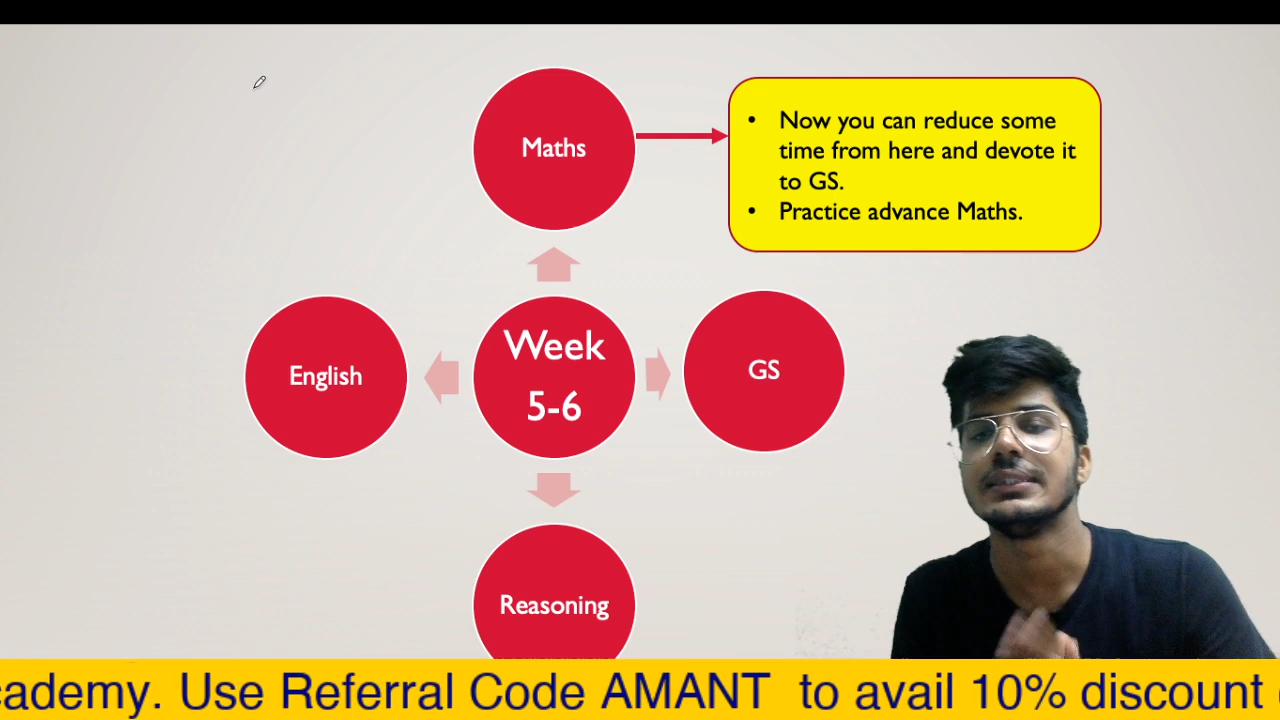 Maths
• Now you can reduce some
time from here and devote it
to GS.
• Practice advance Maths.
English
Week
5-6
GS
Reasoning
cademy. Use Referral Code AMANT to avail 10% discount